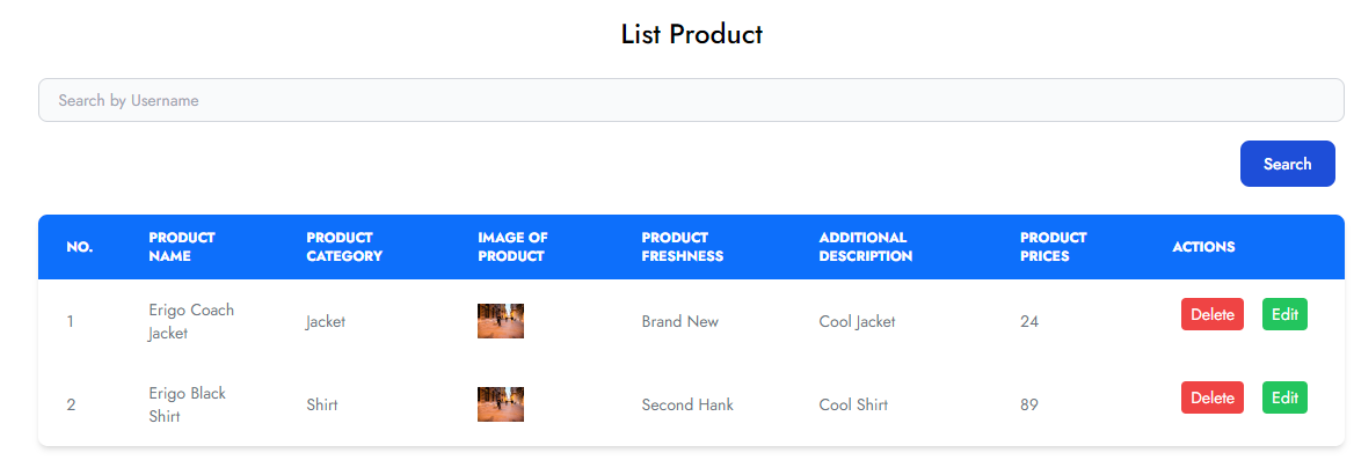 List Product
Search by Username
Search
NO. PRODUCT NAME PRODUCT CATEGORY IMAGE OF PRODUCT PRODUCT FRESHNESS ADDITIONAL DESCRIPTION PRODUCT PRICES ACTIONS
1 Erigo Coach Jacket Jacket Brand New Cool Jacket 24 Delete Edit
2 Erigo Black Shirt Shirt Second Hank Cool Shirt 89 Delete Edit